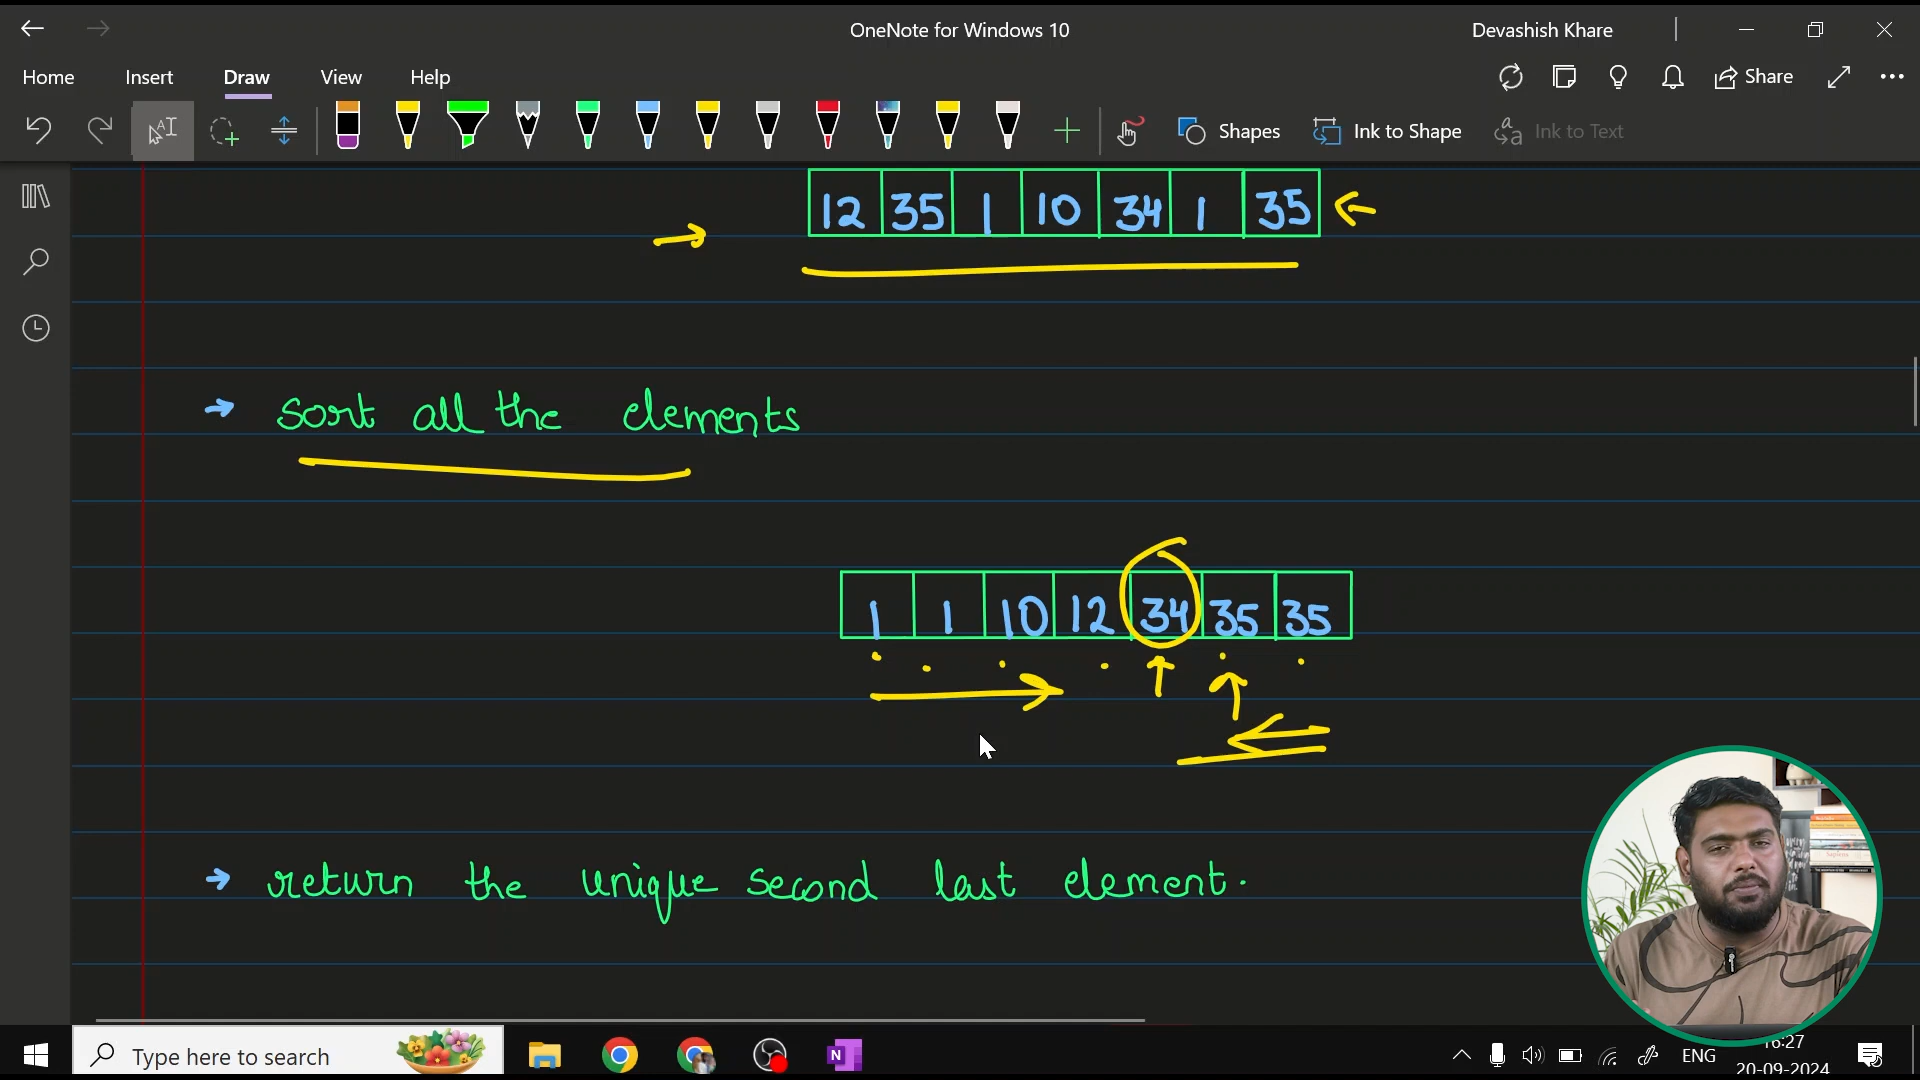 OneNote for Windows 10
Devashish Khare
Home Insert Draw View Help
Share
Shapes Ink to Shape Ink to Text
12 35 1 10 34 1 35
→ sort all the elements
1 1 10 12 34 35 35
→ return the unique second last element.
Type here to search
ENG
16:27
20-09-2024